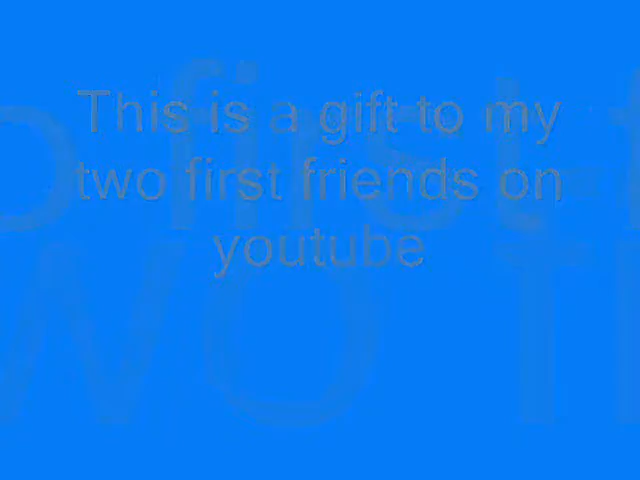 This is a gift to my
two first friends on
youtube